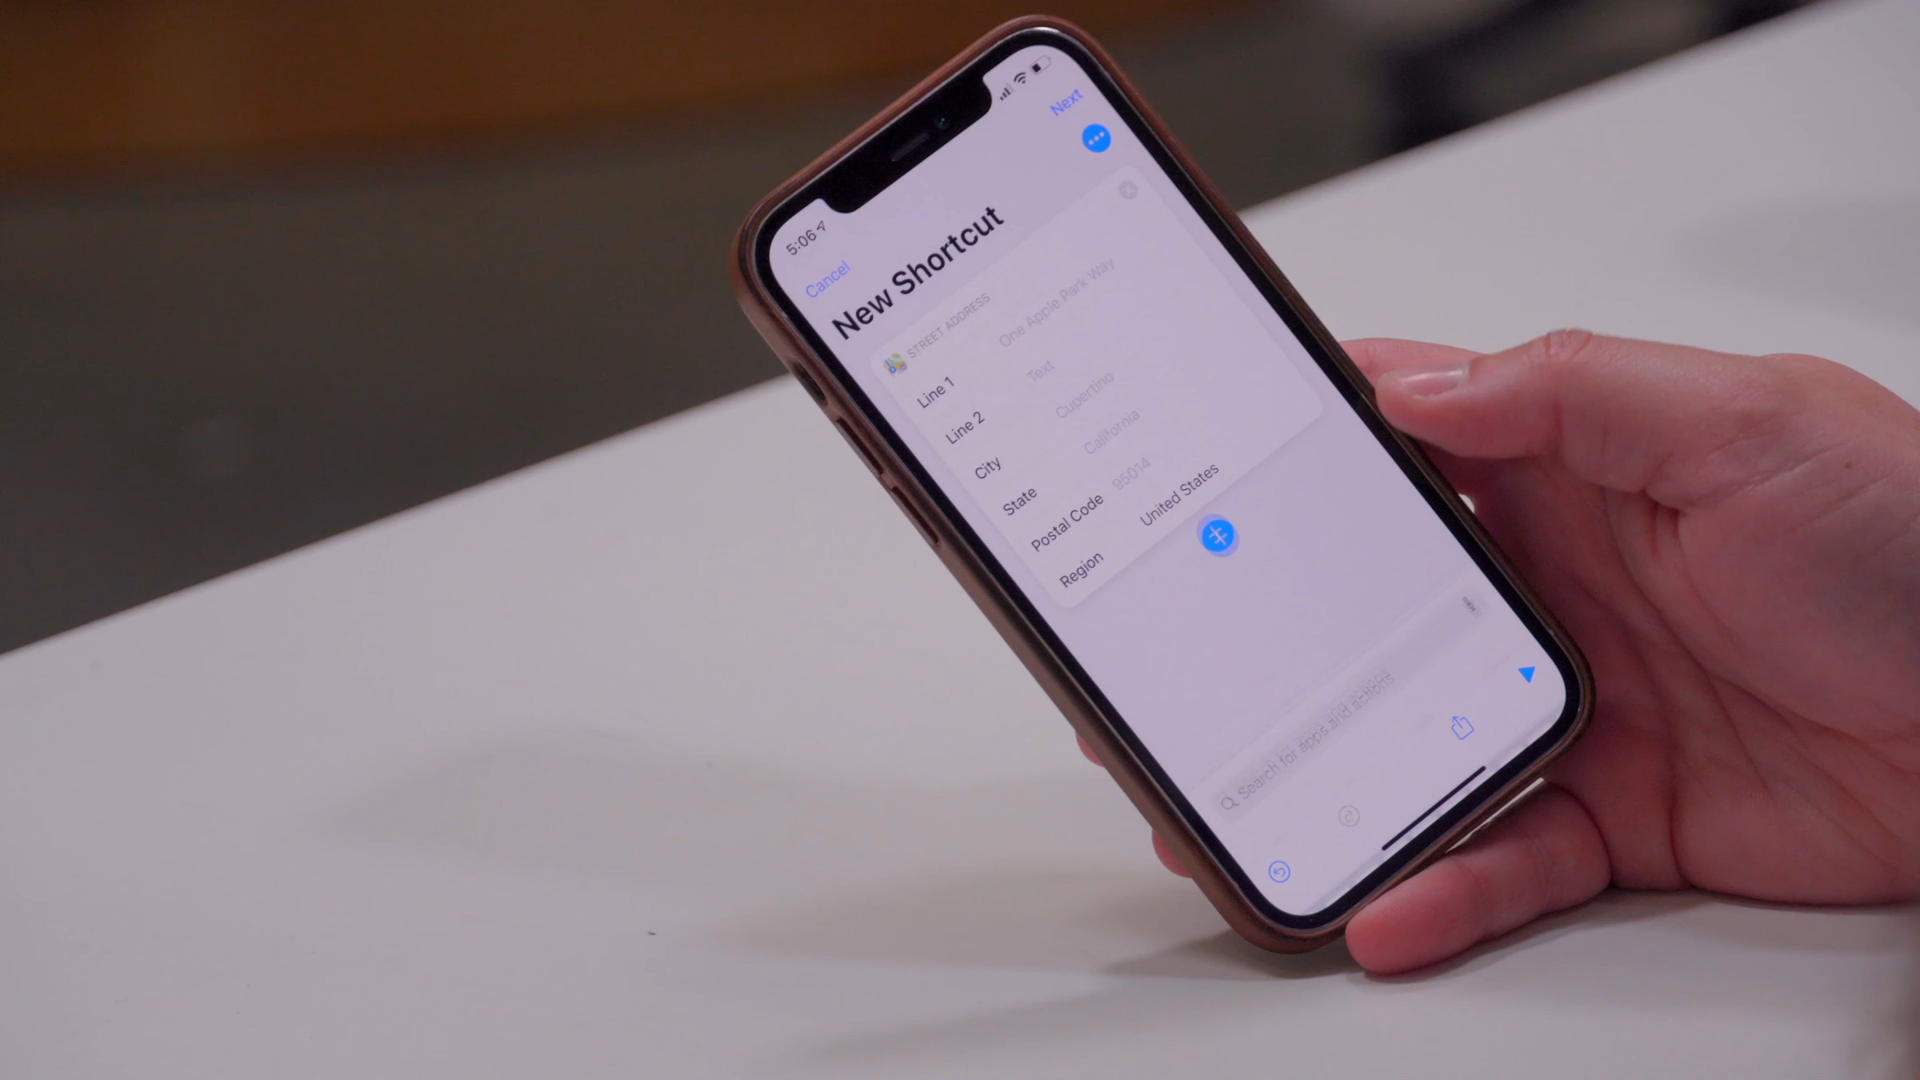 5:06
Cancel
Next
New Shortcut
STREET ADDRESS
Line 1 One Apple Park Way
Line 2 Text
City Cupertino
State California
Postal Code 95014
Region United States
Search for apps and actions